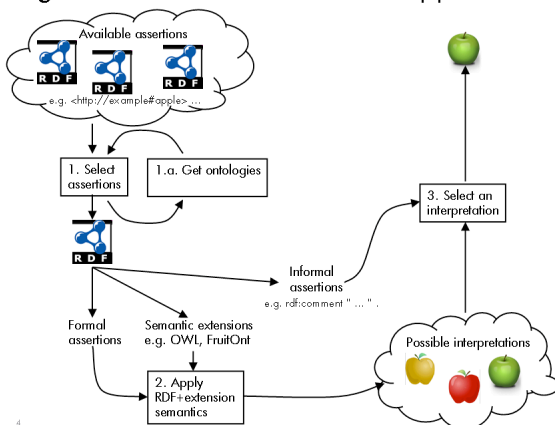 Available assertions
RDF
RDF
RDF
e.g. <http://example#apple> ...
1. Select
assertions
1.a. Get ontologies
3. Select an
interpretation
RDF
Informal
assertions
e.g. rdf:comment " ... " .
Formal
assertions
Semantic extensions
e.g. OWL, FruitOnt
Possible interpretations
2. Apply
RDF+extension
semantics
4